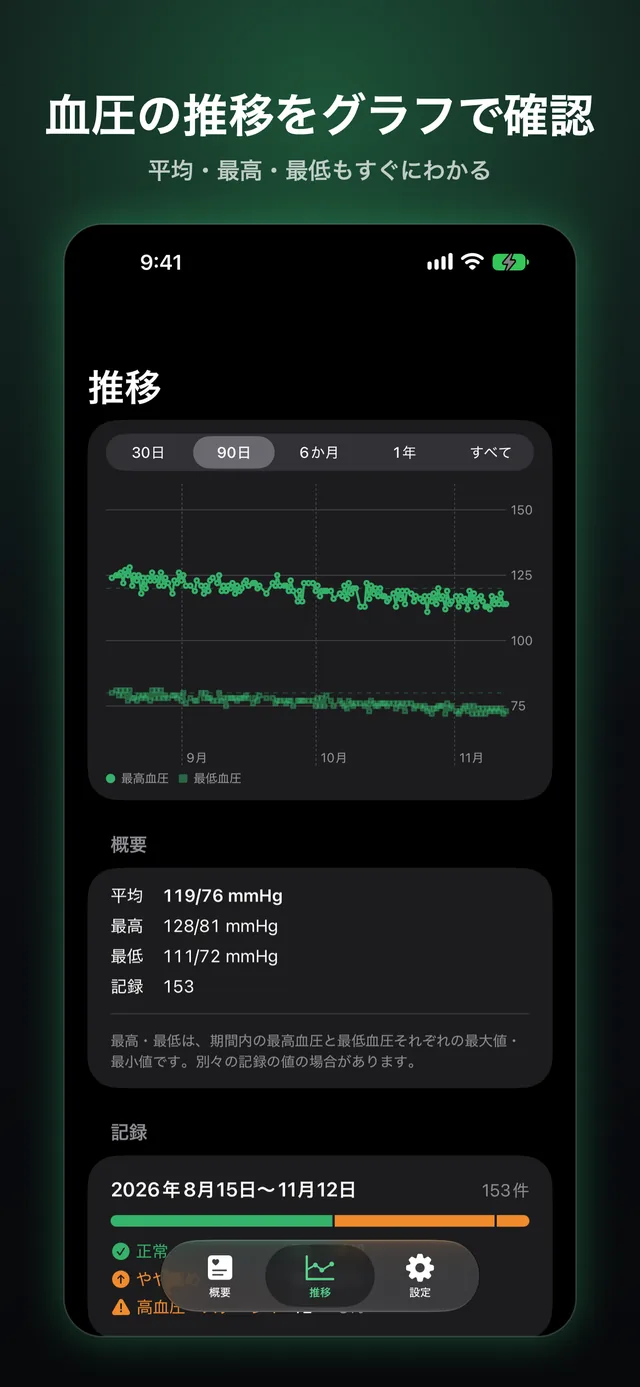 血圧の推移をグラフで確認
平均・最高・最低もすぐにわかる
9:41
推移
30日 90日 6か月 1年 すべて
150
125
100
75
9月 10月 11月
最高血圧 最低血圧
概要
平均 119/76 mmHg
最高 128/81 mmHg
最低 111/72 mmHg
記録 153
最高・最低は、期間内の最高血圧と最低血圧それぞれの最大値・
最小値です。別々の記録の値の場合があります。
記録
2026年8月15日〜11月12日 153件
正常
やや
高血圧
概要 推移 設定